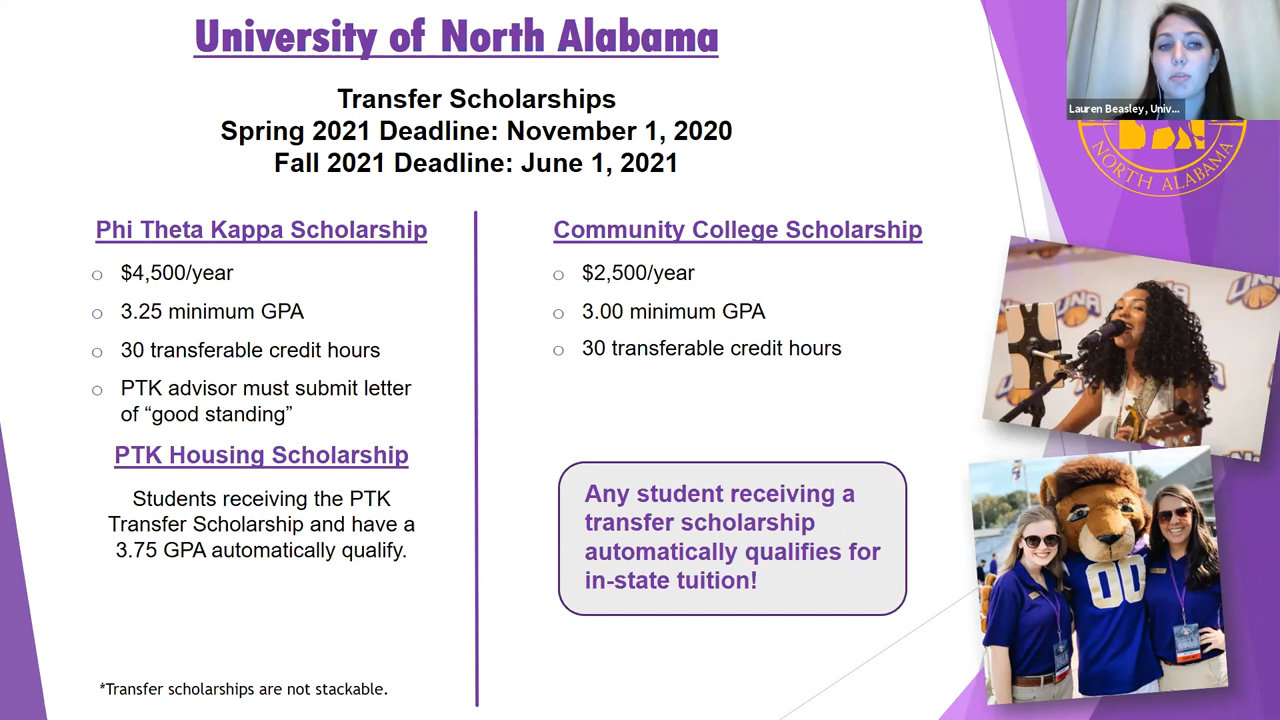 University of North Alabama
Transfer Scholarships
Spring 2021 Deadline: November 1, 2020
Fall 2021 Deadline: June 1, 2021
Phi Theta Kappa Scholarship
$4,500/year
3.25 minimum GPA
30 transferable credit hours
PTK advisor must submit letter
of “good standing”
PTK Housing Scholarship
Students receiving the PTK
Transfer Scholarship and have a
3.75 GPA automatically qualify.
*Transfer scholarships are not stackable.
Community College Scholarship
$2,500/year
3.00 minimum GPA
30 transferable credit hours
Any student receiving a
transfer scholarship
automatically qualifies for
in-state tuition!
Lauren Beasley, Univ...
NORTH ALABAMA
UNA
UNA
00